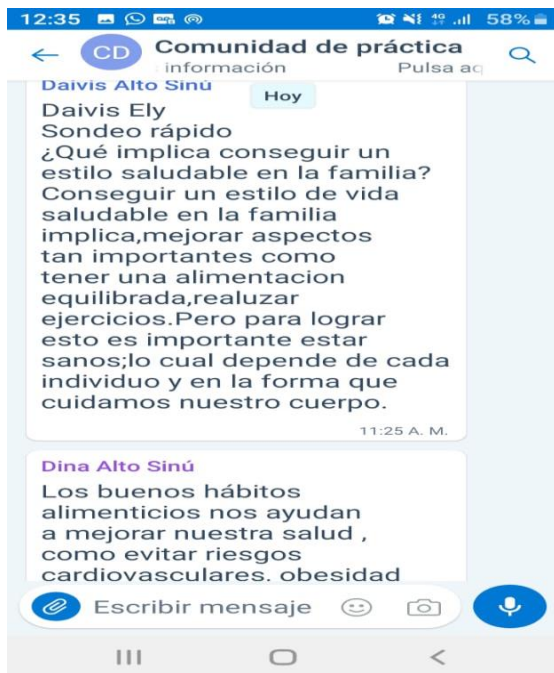 12:35 58%
CD Comunidad de práctica
información Pulsa aq
Daivis Alto Sinú
Hoy
Daivis Ely
Sondeo rápido
¿Qué implica conseguir un
estilo saludable en la familia?
Conseguir un estilo de vida
saludable en la familia
implica,mejorar aspectos
tan importantes como
tener una alimentacion
equilibrada,realuzar
ejercicios.Pero para lograr
esto es importante estar
sanos;lo cual depende de cada
individuo y en la forma que
cuidamos nuestro cuerpo.
11:25 A. M.
Dina Alto Sinú
Los buenos hábitos
alimenticios nos ayudan
a mejorar nuestra salud ,
como evitar riesgos
cardiovasculares. obesidad
Escribir mensaje